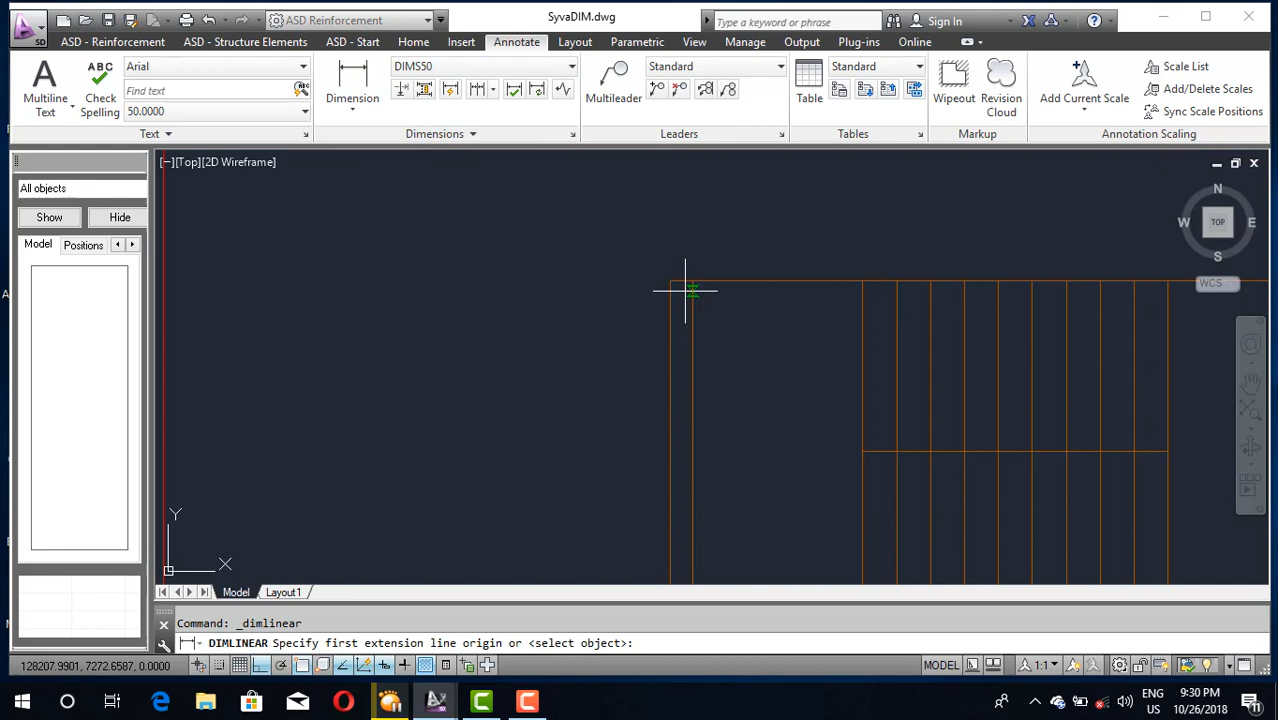 SD
ASD Reinforcement
SyvaDIM.dwg
Type a keyword or phrase
Sign In
ASD - Reinforcement
ASD - Structure Elements
ASD - Start
Home
Insert
Annotate
Layout
Parametric
View
Manage
Output
Plug-ins
Online
A
Multiline
Text
ABC
Check
Spelling
Arial
Find text
50.0000
Text
Dimension
DIMS50
Dimensions
Multileader
Standard
Leaders
Table
Standard
Tables
Wipeout
Revision
Cloud
Markup
Add Current Scale
Scale List
Add/Delete Scales
Sync Scale Positions
Annotation Scaling
All objects
Show
Hide
Model
Positions
[−][Top][2D Wireframe]
N
W
TOP
E
S
WCS
Y
X
Model
Layout1
Command: _dimlinear
DIMLINEAR Specify first extension line origin or <select object>:
128207.9901, 7272.6587, 0.0000
MODEL
1:1
ENG
US
9:30 PM
10/26/2018
11